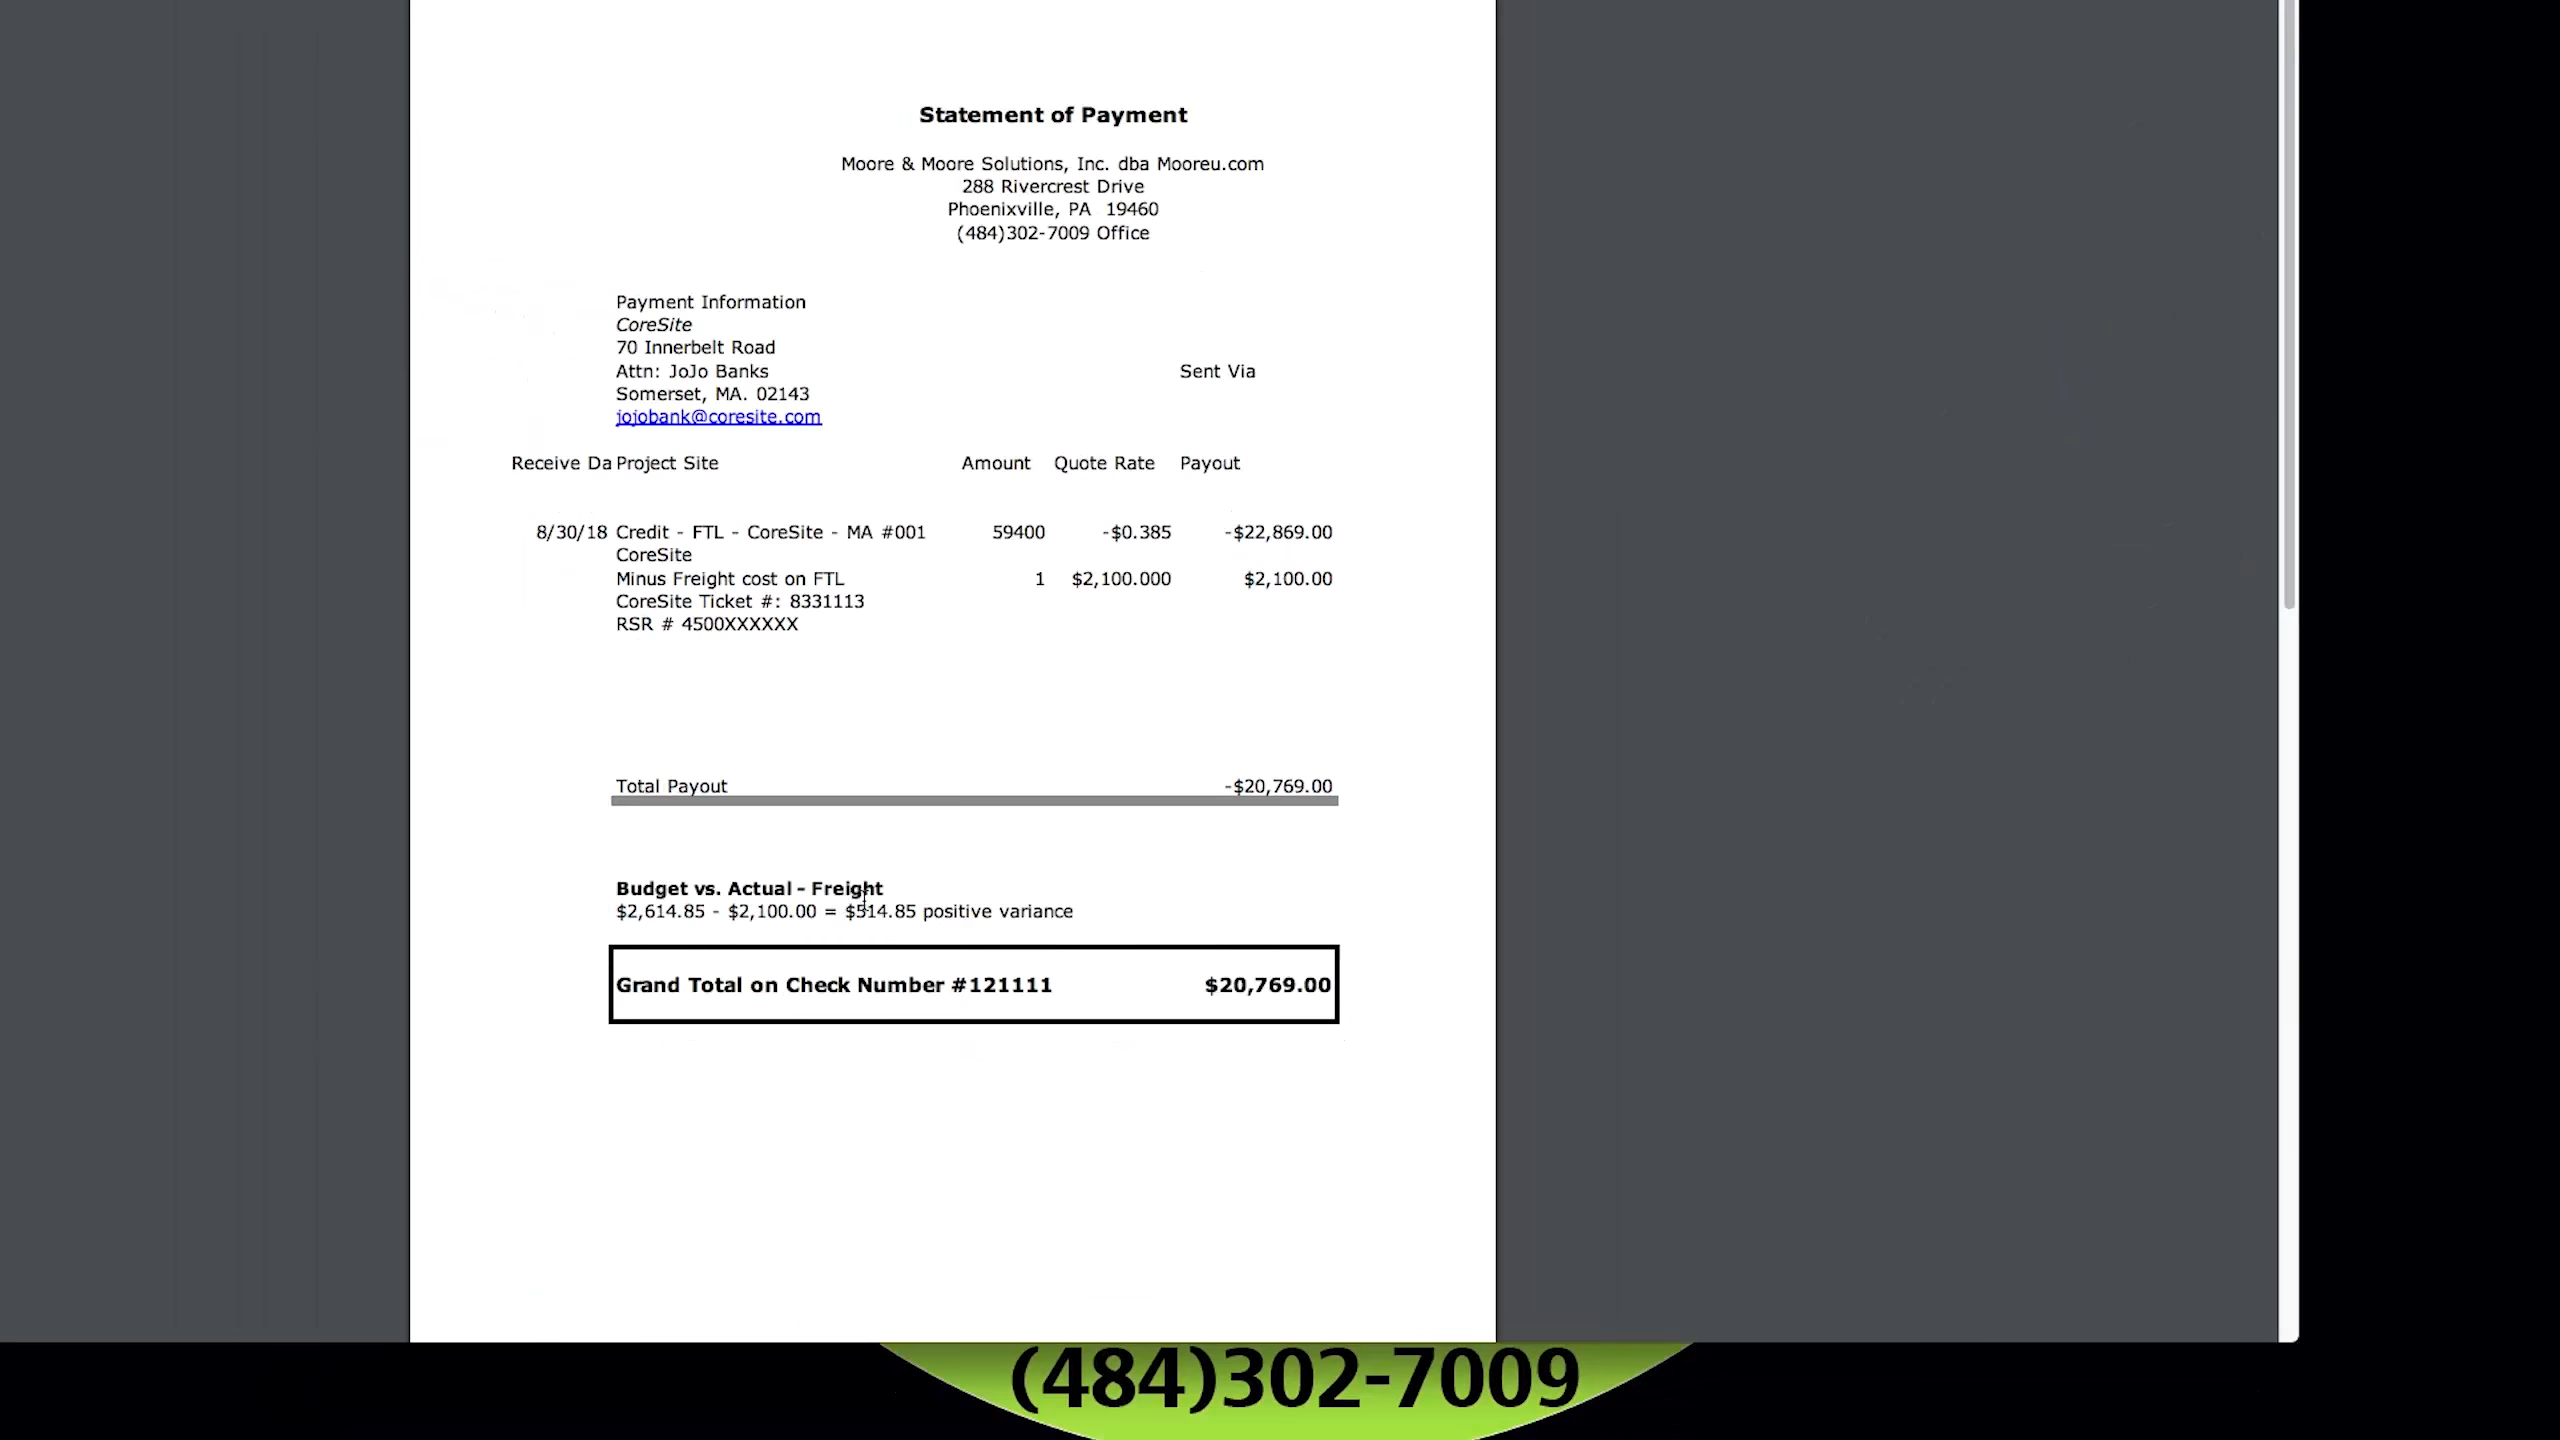 Statement of Payment
Moore & Moore Solutions, Inc. dba Mooreu.com
288 Rivercrest Drive
Phoenixville, PA 19460
(484)302-7009 Office
Payment Information
CoreSite
70 Innerbelt Road
Attn: JoJo Banks Sent Via
Somerset, MA. 02143
jojobank@coresite.com
Receive Da Project Site Amount Quote Rate Payout
8/30/18 Credit - FTL - CoreSite - MA #001 59400 -$0.385 -$22,869.00
CoreSite
Minus Freight cost on FTL 1 $2,100.000 $2,100.00
CoreSite Ticket #: 8331113
RSR # 4500XXXXXX
Total Payout -$20,769.00
Budget vs. Actual - Freight
$2,614.85 - $2,100.00 = $514.85 positive variance
Grand Total on Check Number #121111 $20,769.00
(484)302-7009